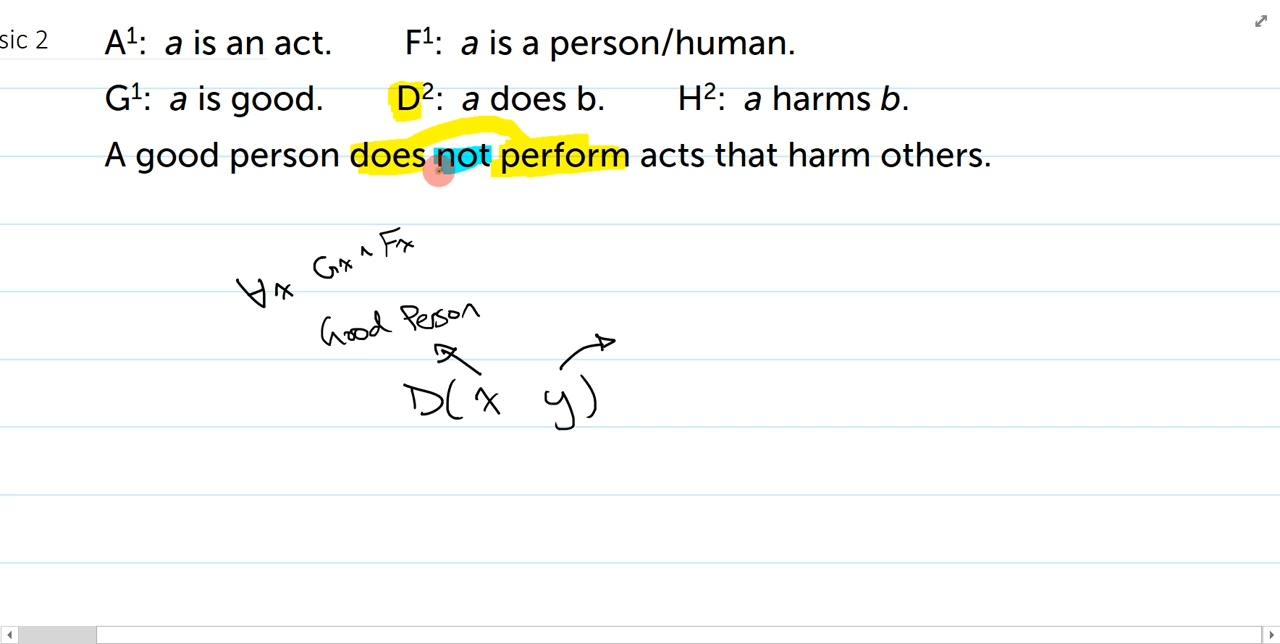 sic 2 A¹: a is an act. F¹: a is a person/human.
G¹: a is good. D²: a does b. H²: a harms b.
A good person does not perform acts that harm others.
∀x Gx ∧ Fx
Good Person
D(x y)